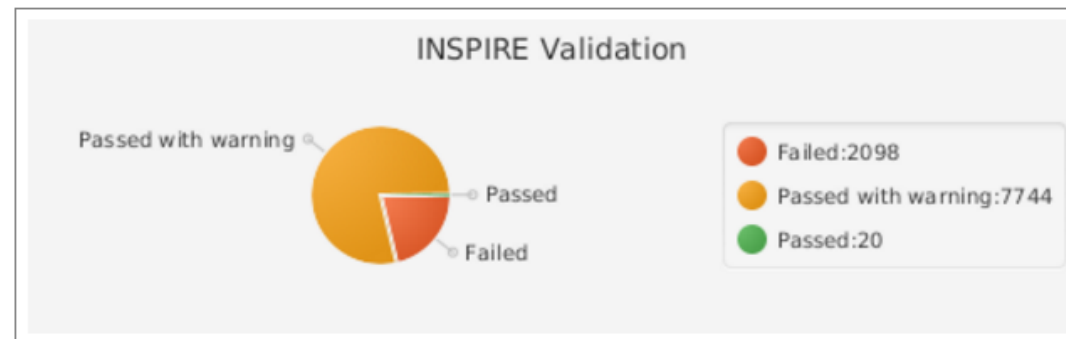 INSPIRE Validation
Passed with warning
Passed
Failed
Failed:2098
Passed with warning:7744
Passed:20